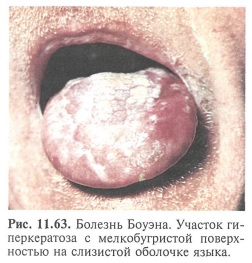 Рис. 11.63. Болезнь Боуэна. Участок ги-
перкератоза с мелкобугристой поверх-
ностью на слизистой оболочке языка.